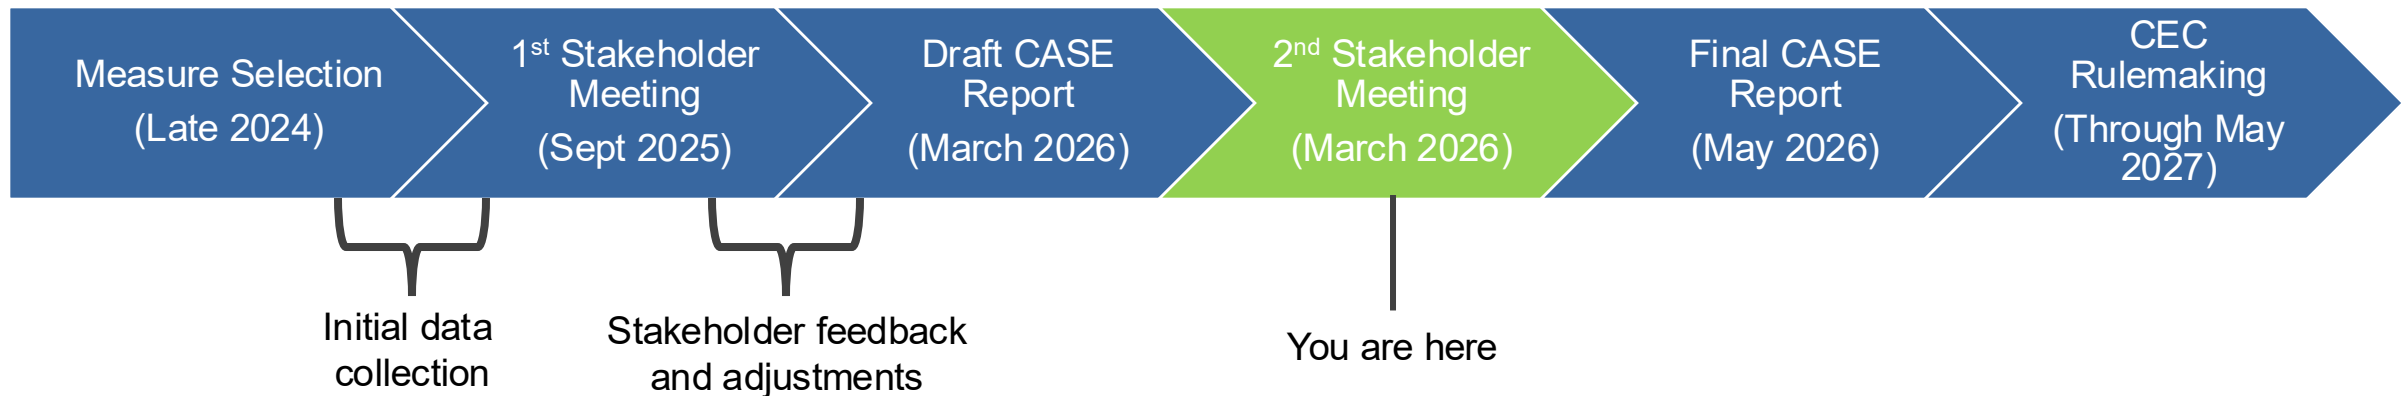 Measure Selection
(Late 2024)
1st Stakeholder
Meeting
(Sept 2025)
Draft CASE
Report
(March 2026)
2nd Stakeholder
Meeting
(March 2026)
Final CASE
Report
(May 2026)
CEC
Rulemaking
(Through May
2027)
Initial data
collection
Stakeholder feedback
and adjustments
You are here